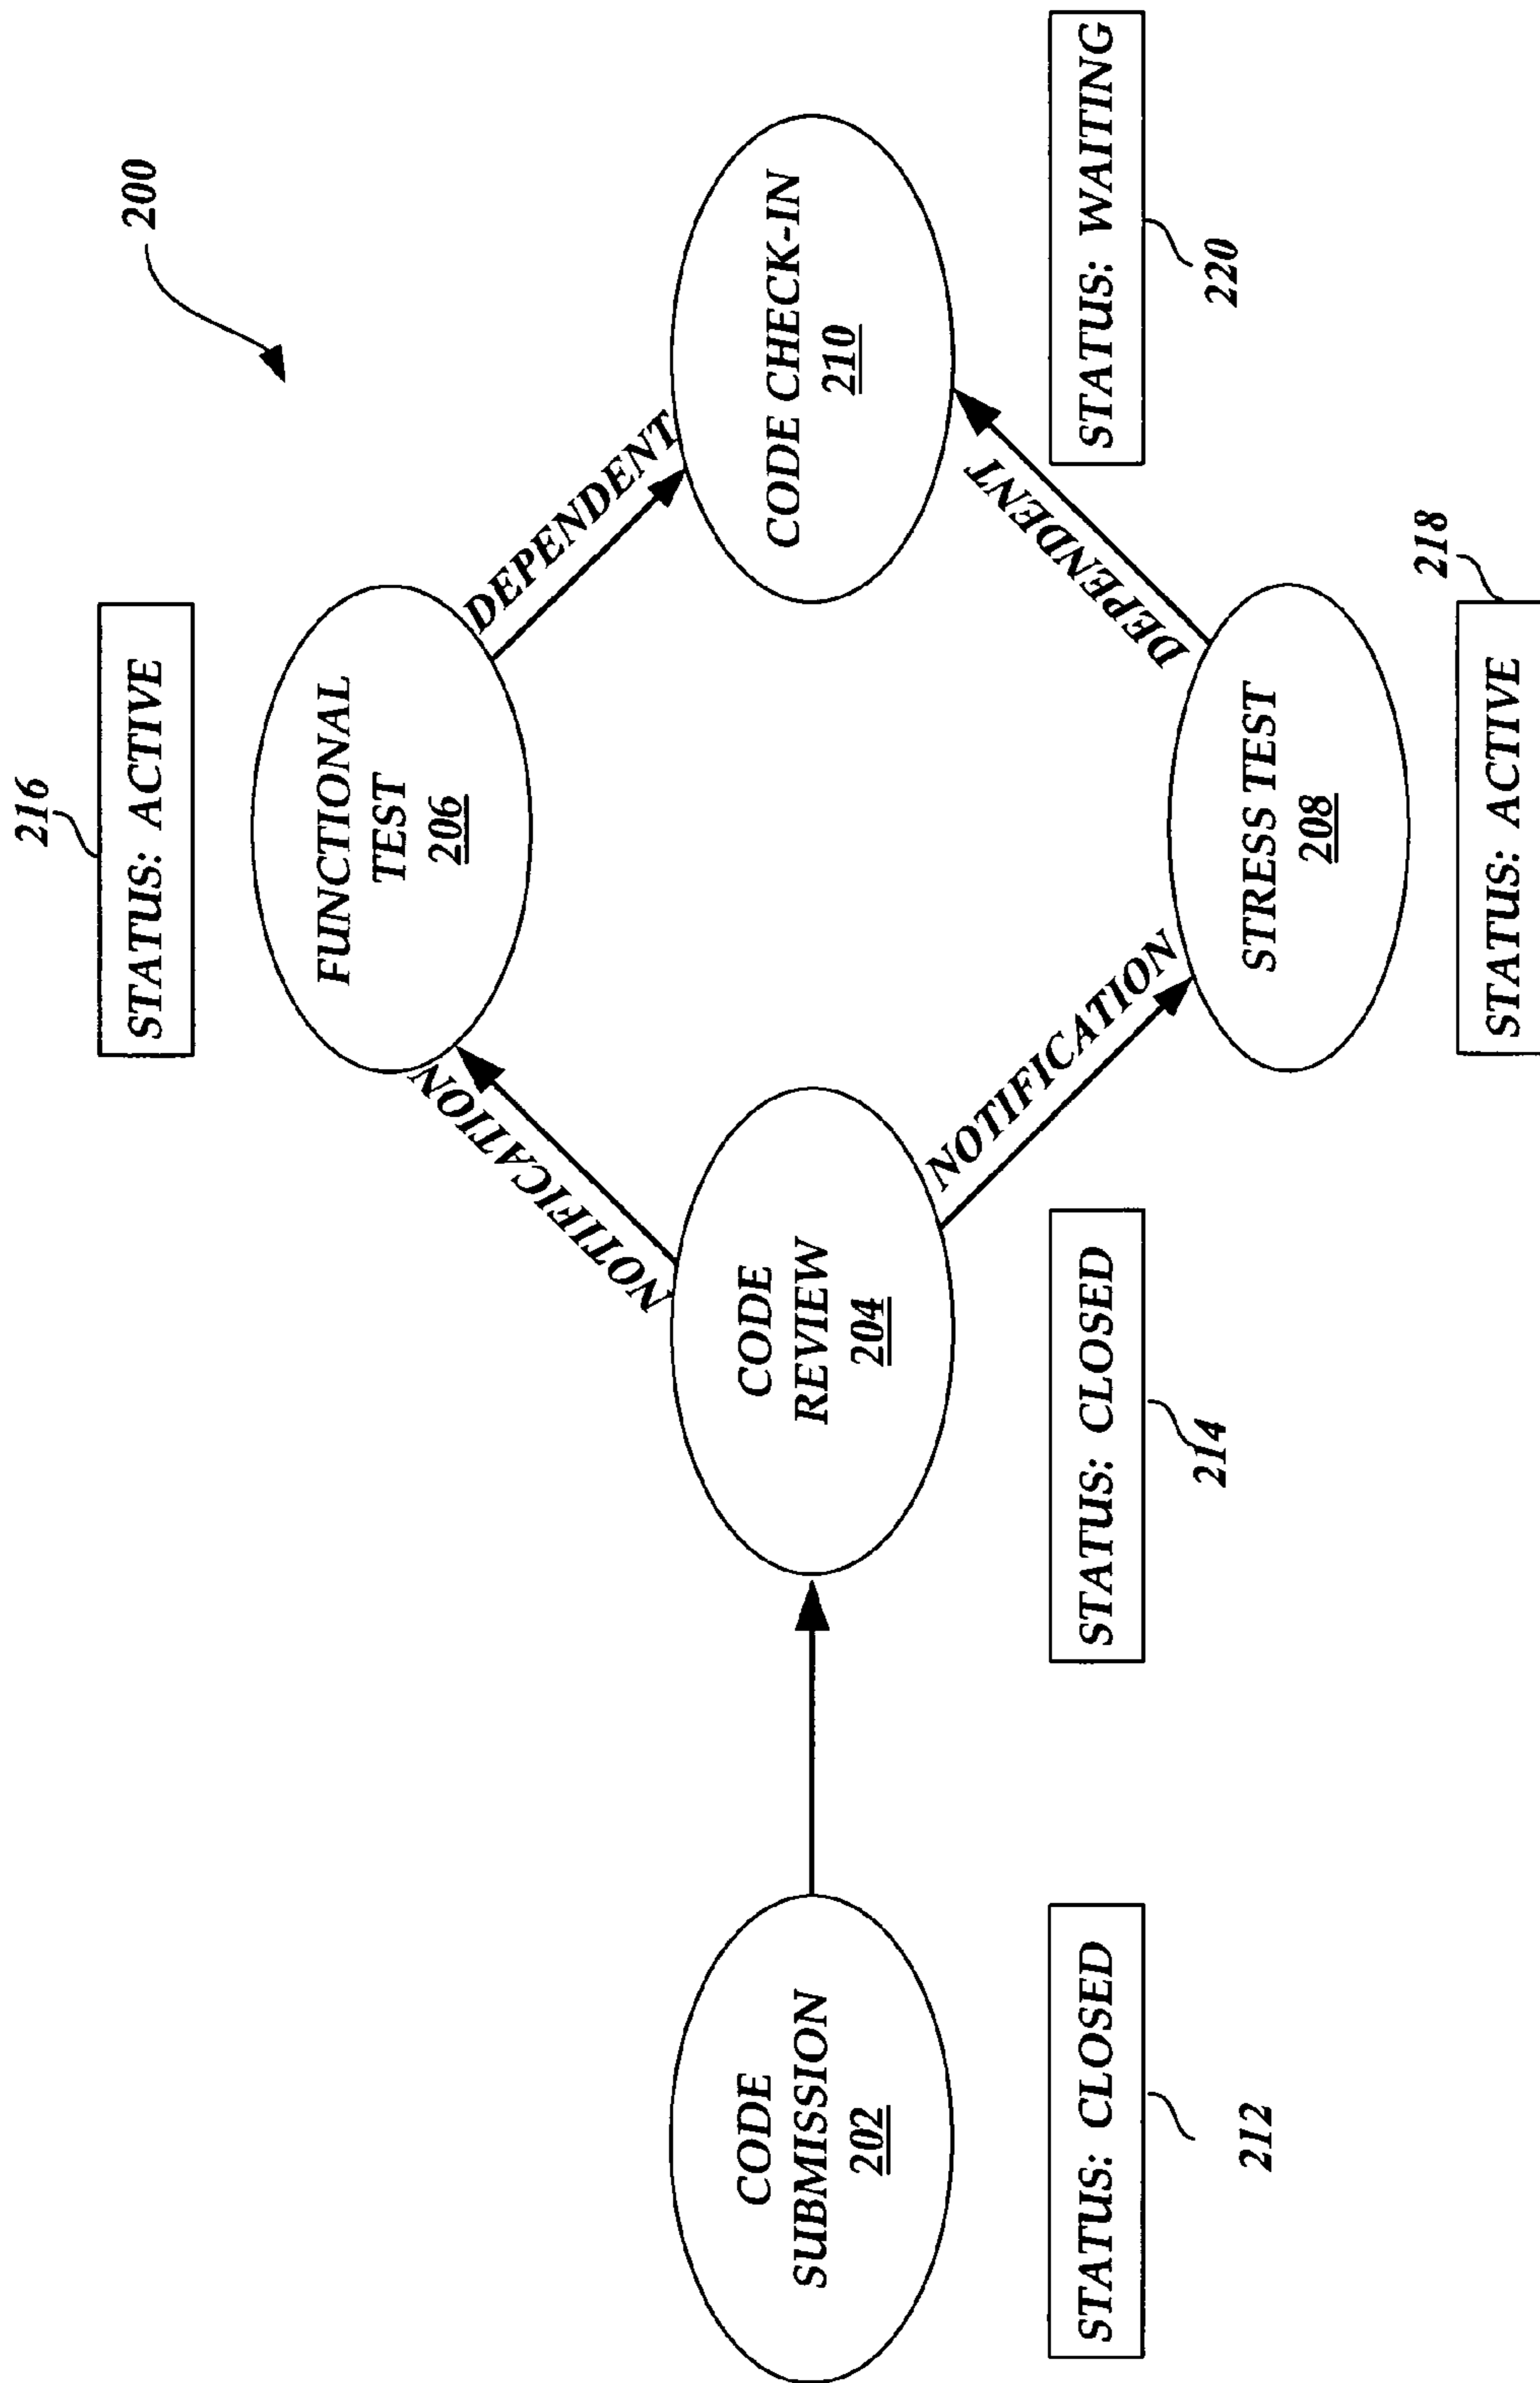 200
216
STATUS: ACTIVE
FUNCTIONAL
TEST
206
NOTIFICATION
DEPENDENT
CODE
SUBMISSION
202
STATUS: CLOSED
212
CODE
REVIEW
204
STATUS: CLOSED
214
CODE CHECK-IN
210
STATUS: WAITING
220
NOTIFICATION
DEPENDENT
STRESS TEST
208
218
STATUS: ACTIVE